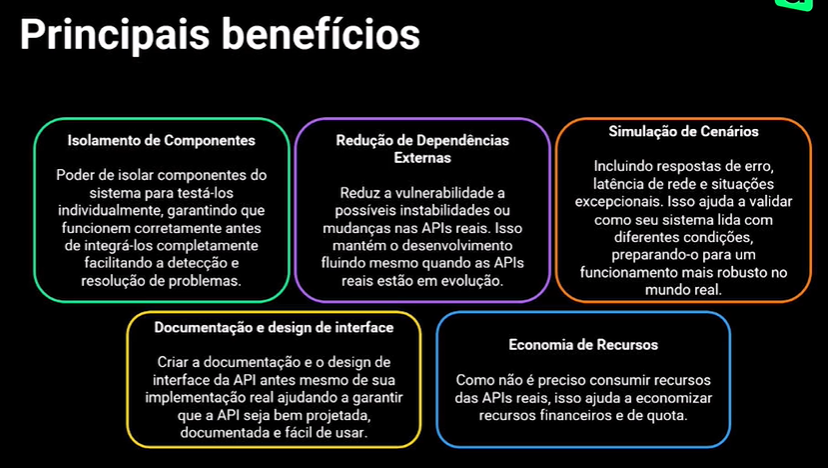 Principais benefícios
Isolamento de Componentes
Poder de isolar componentes do
sistema para testá-los
individualmente, garantindo que
funcionem corretamente antes
de integrá-los completamente
facilitando a detecção e
resolução de problemas.
Redução de Dependências
Externas
Reduz a vulnerabilidade a
possíveis instabilidades ou
mudanças nas APIs reais. Isso
mantém o desenvolvimento
fluindo mesmo quando as APIs
reais estão em evolução.
Simulação de Cenários
Incluindo respostas de erro,
latência de rede e situações
excepcionais. Isso ajuda a validar
como seu sistema lida com
diferentes condições,
preparando-o para um
funcionamento mais robusto no
mundo real.
Documentação e design de interface
Criar a documentação e o design de
interface da API antes mesmo de sua
implementação real ajudando a garantir
que a API seja bem projetada,
documentada e fácil de usar.
Economia de Recursos
Como não é preciso consumir recursos
das APIs reais, isso ajuda a economizar
recursos financeiros e de quota.